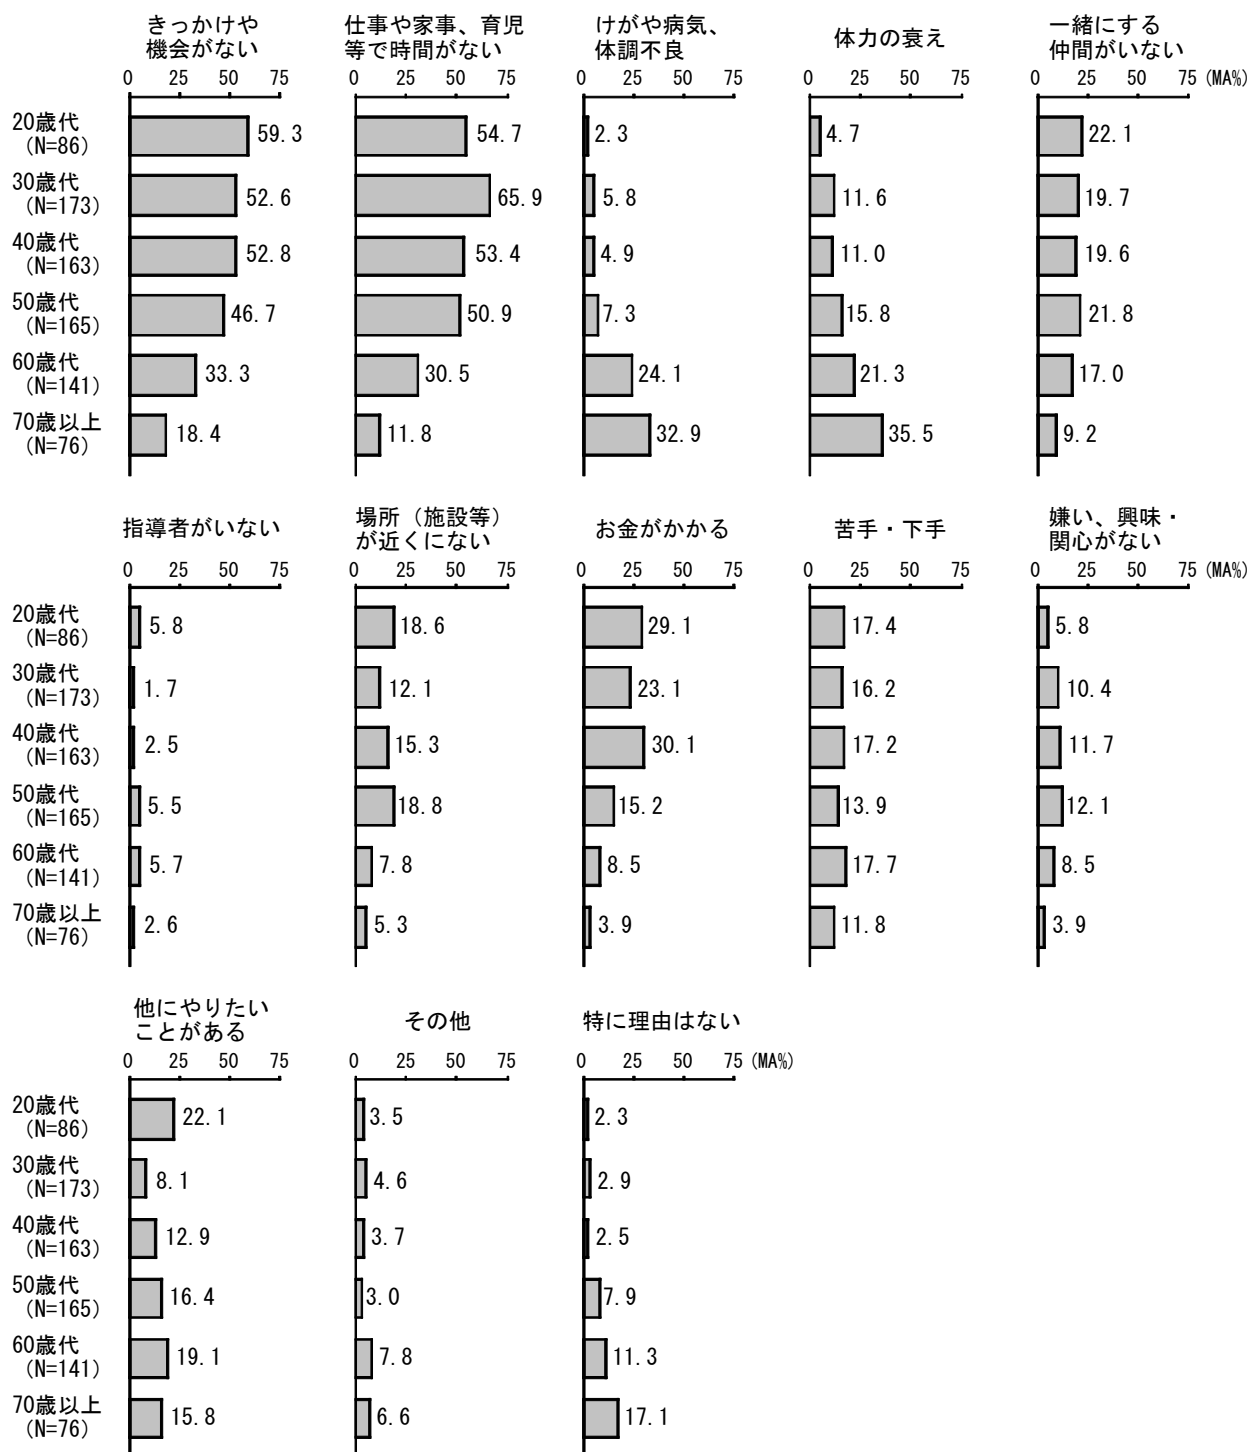 きっかけや
機会がない
仕事や家事、育児
等で時間がない
けがや病気、
体調不良
体力の衰え
一緒にする
仲間がいない
0 25 50 75 0 25 50 75 0 25 50 75 0 25 50 75 0 25 50 75 (MA%)
20歳代
(N=86)
59.3 54.7 2.3 4.7 22.1
30歳代
(N=173)
52.6 65.9 5.8 11.6 19.7
40歳代
(N=163)
52.8 53.4 4.9 11.0 19.6
50歳代
(N=165)
46.7 50.9 7.3 15.8 21.8
60歳代
(N=141)
33.3 30.5 24.1 21.3 17.0
70歳以上
(N=76)
18.4 11.8 32.9 35.5 9.2
指導者がいない
場所（施設等）
が近くにない
お金がかかる
苦手・下手
嫌い、興味・
関心がない
0 25 50 75 0 25 50 75 0 25 50 75 0 25 50 75 0 25 50 75 (MA%)
20歳代
(N=86)
5.8 18.6 29.1 17.4 5.8
30歳代
(N=173)
1.7 12.1 23.1 16.2 10.4
40歳代
(N=163)
2.5 15.3 30.1 17.2 11.7
50歳代
(N=165)
5.5 18.8 15.2 13.9 12.1
60歳代
(N=141)
5.7 7.8 8.5 17.7 8.5
70歳以上
(N=76)
2.6 5.3 3.9 11.8 3.9
他にやりたい
ことがある
その他
特に理由はない
0 25 50 75 0 25 50 75 0 25 50 75 (MA%)
20歳代
(N=86)
22.1 3.5 2.3
30歳代
(N=173)
8.1 4.6 2.9
40歳代
(N=163)
12.9 3.7 2.5
50歳代
(N=165)
16.4 3.0 7.9
60歳代
(N=141)
19.1 7.8 11.3
70歳以上
(N=76)
15.8 6.6 17.1